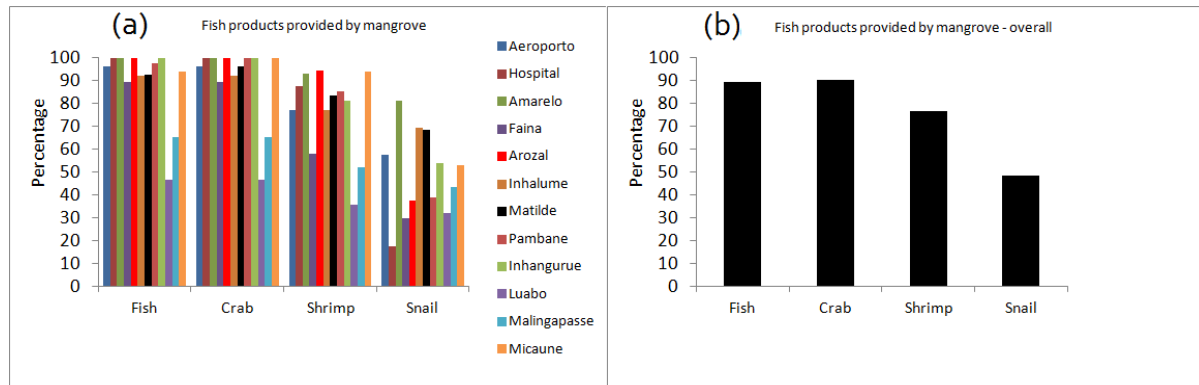 (a)
Fish products provided by mangrove
Percentage
100
90
80
70
60
50
40
30
20
10
0
Fish Crab Shrimp Snail
Aeroporto
Hospital
Amarelo
Faina
Arozal
Inhalume
Matilde
Pambane
Inhangurue
Luabo
Malingapasse
Micaune
(b)
Fish products provided by mangrove - overall
Percentage
100
90
80
70
60
50
40
30
20
10
0
Fish Crab Shrimp Snail